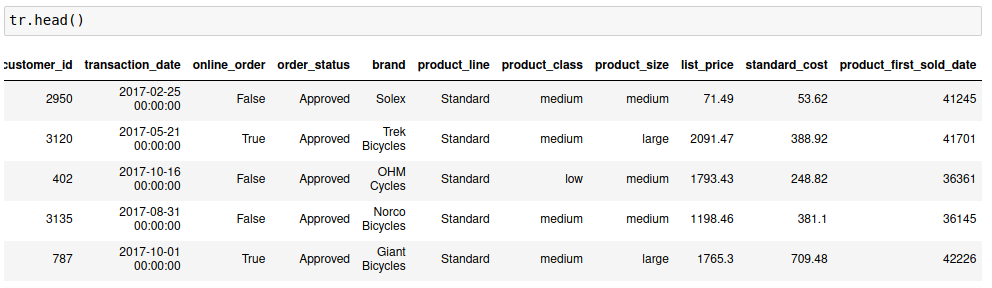 tr.head()
customer_id transaction_date online_order order_status brand product_line product_class product_size list_price standard_cost product_first_sold_date
2950 2017-02-25 00:00:00 False Approved Solex Standard medium medium 71.49 53.62 41245
3120 2017-05-21 00:00:00 True Approved Trek Bicycles Standard medium large 2091.47 388.92 41701
402 2017-10-16 00:00:00 False Approved OHM Cycles Standard low medium 1793.43 248.82 36361
3135 2017-08-31 00:00:00 False Approved Norco Bicycles Standard medium medium 1198.46 381.1 36145
787 2017-10-01 00:00:00 True Approved Giant Bicycles Standard medium large 1765.3 709.48 42226